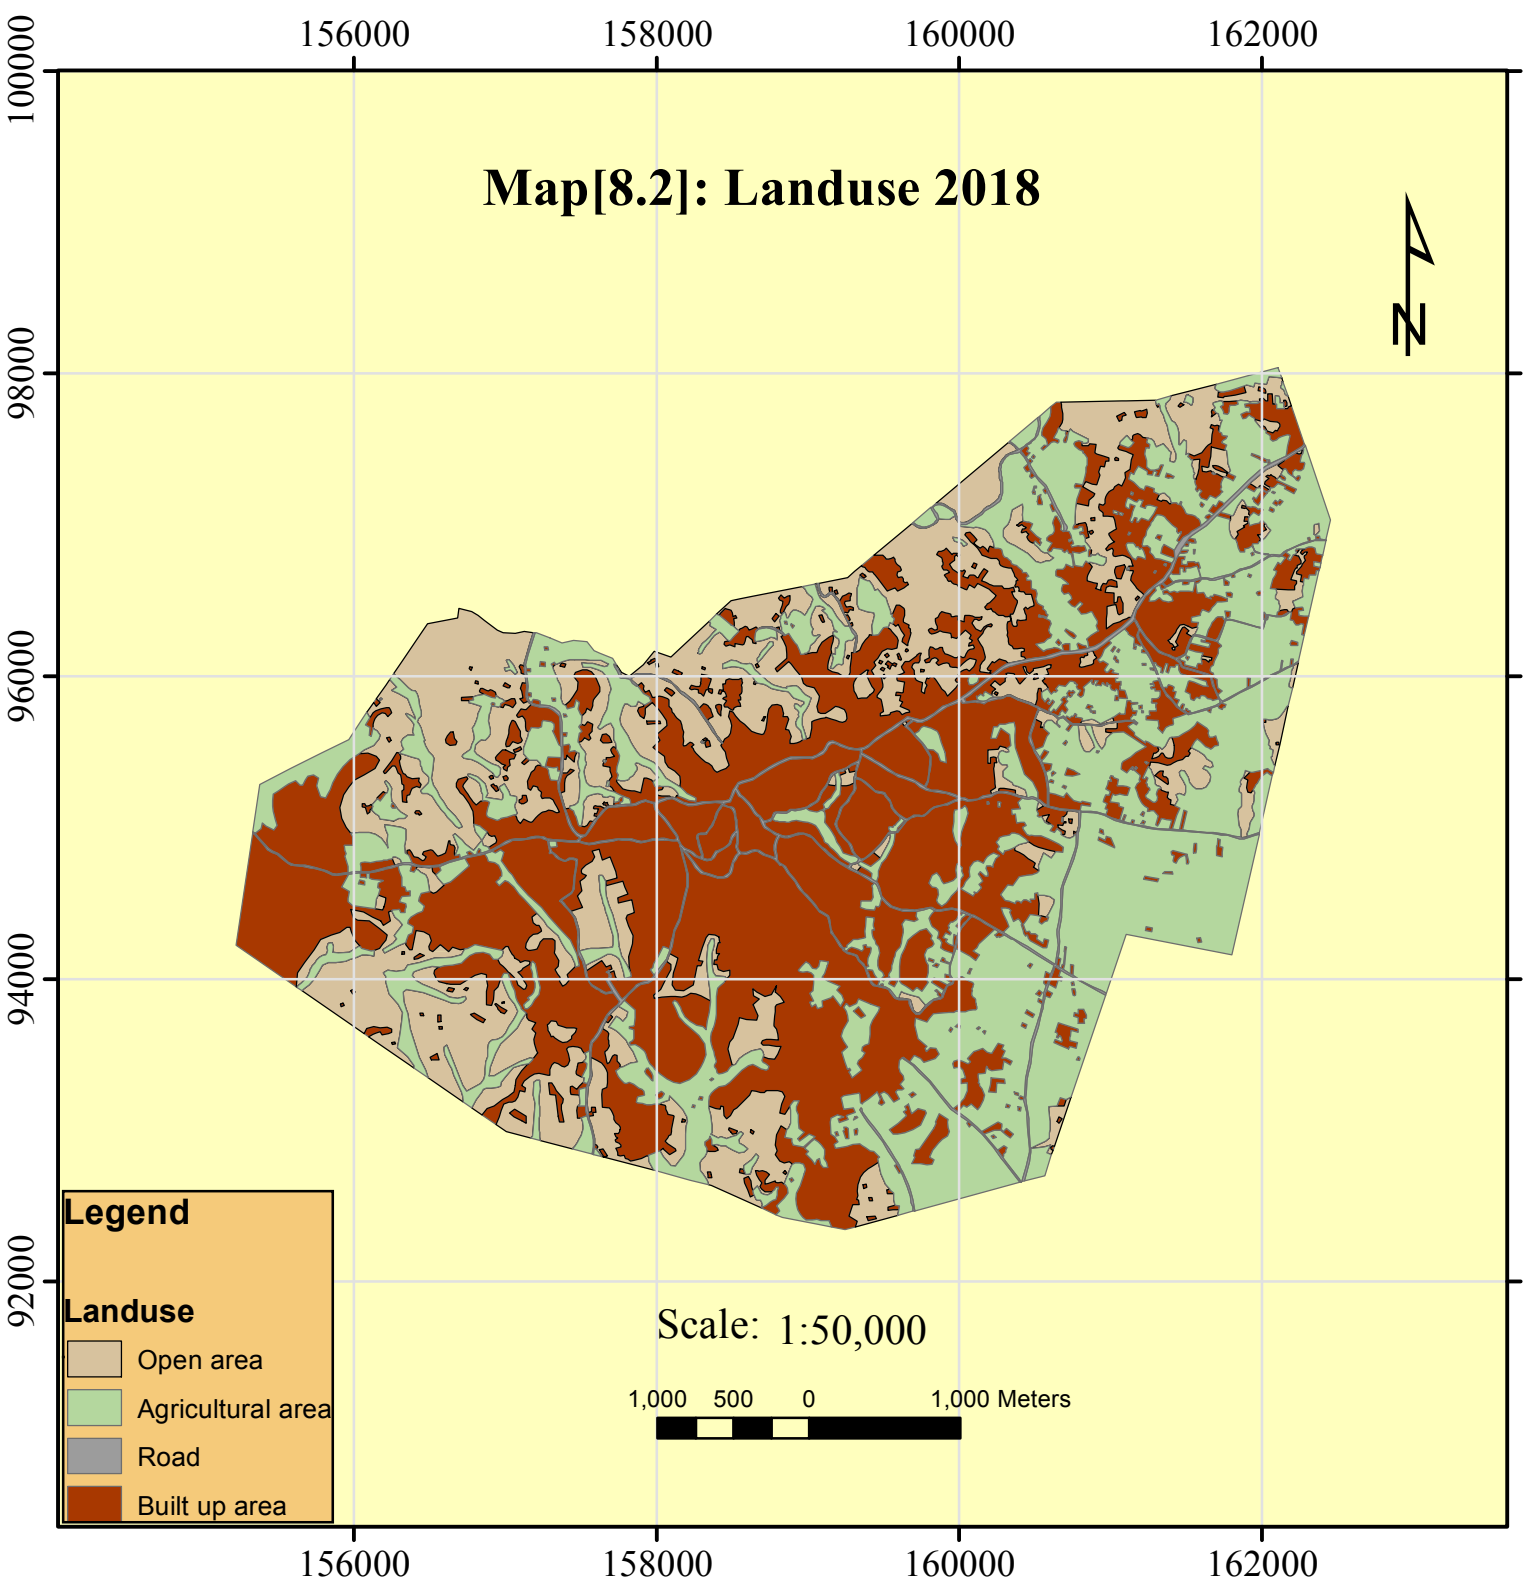 156000 158000 160000 162000
100000
98000
96000
94000
92000
Map[8.2]: Landuse 2018
N
Legend
Landuse
Open area
Agricultural area
Road
Built up area
Scale: 1:50,000
1,000 500 0 1,000 Meters
156000 158000 160000 162000